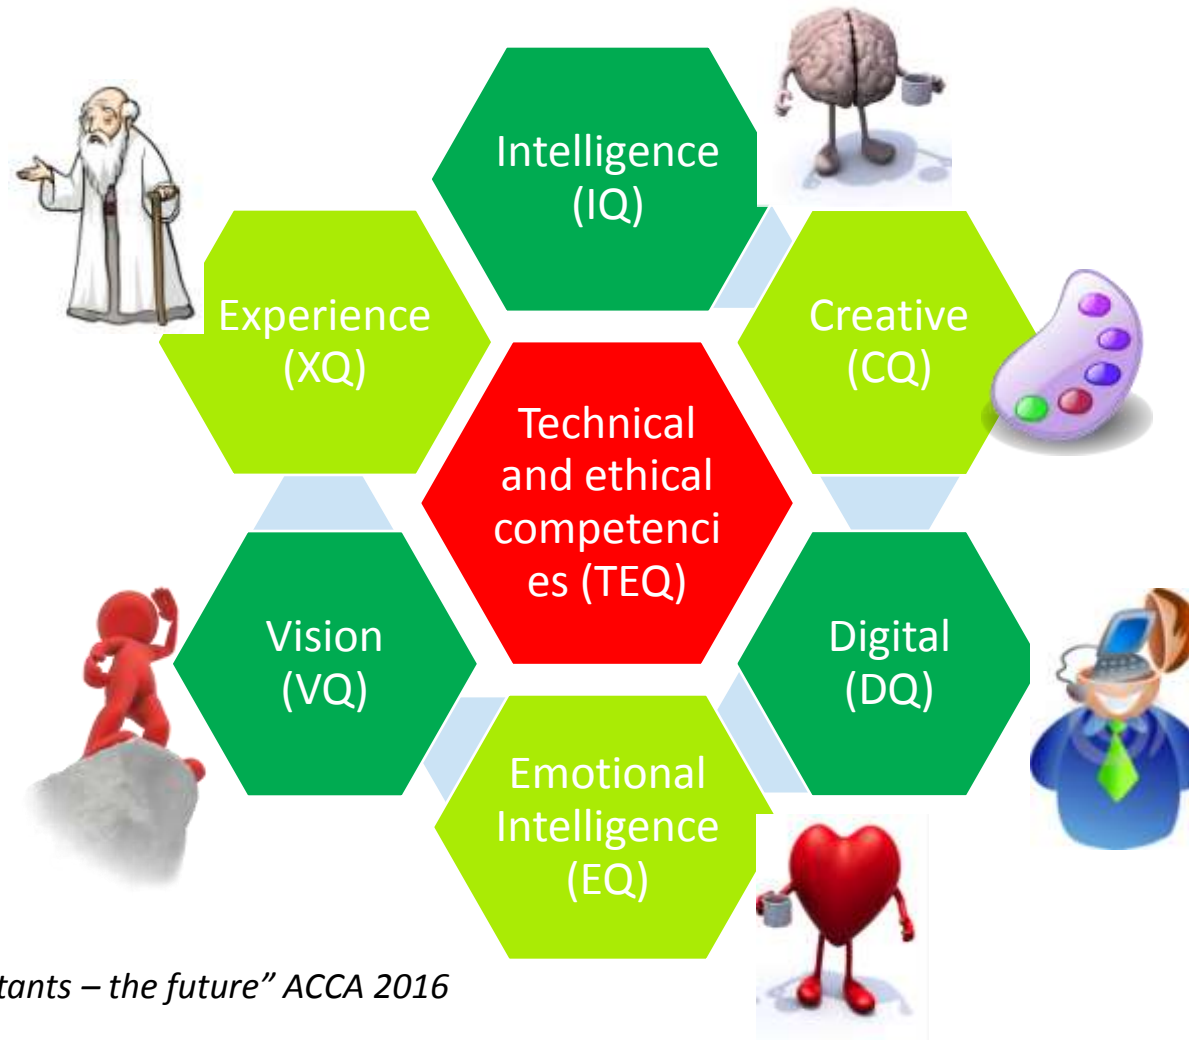 Intelligence
(IQ)
Experience
(XQ)
Creative
(CQ)
Technical
and ethical
competenci
es (TEQ)
Vision
(VQ)
Digital
(DQ)
Emotional
Intelligence
(EQ)
tants – the future” ACCA 2016